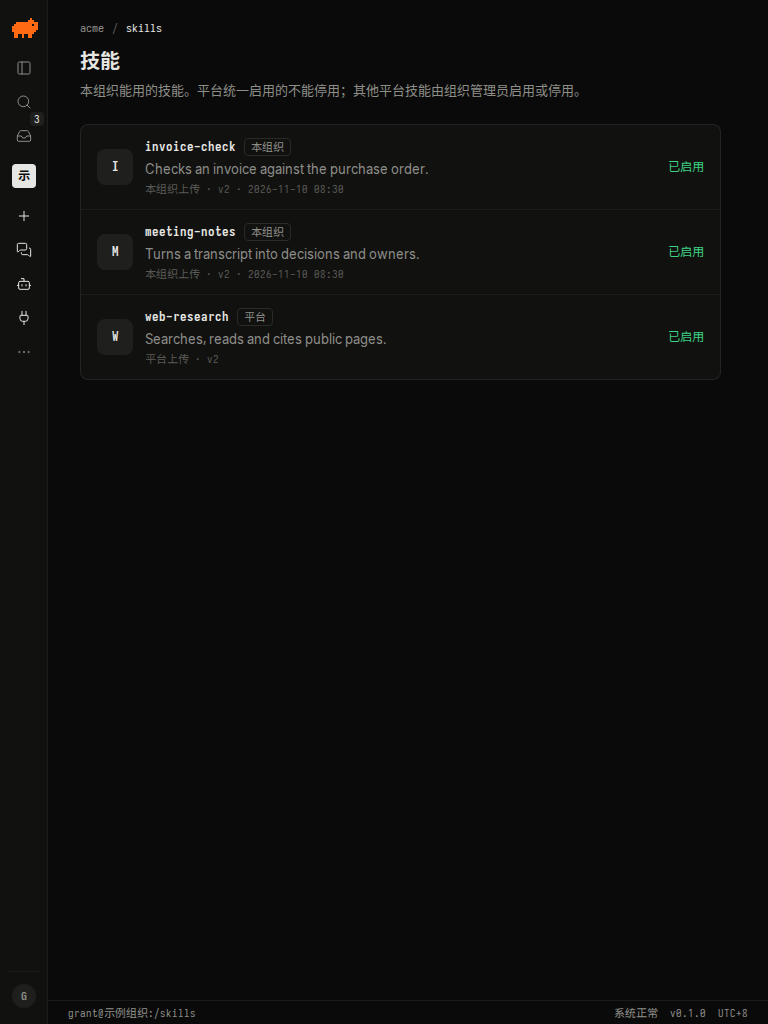 acme / skills
技能
本组织能用的技能。平台统一启用的不能停用；其他平台技能由组织管理员启用或停用。
3
示
I
invoice-check 本组织
Checks an invoice against the purchase order.
本组织上传 · v2 · 2026-11-10 08:30
已启用
M
meeting-notes 本组织
Turns a transcript into decisions and owners.
本组织上传 · v2 · 2026-11-10 08:30
已启用
W
web-research 平台
Searches, reads and cites public pages.
平台上传 · v2
已启用
G
grant@示例组织:/skills
系统正常 v0.1.0 UTC+8